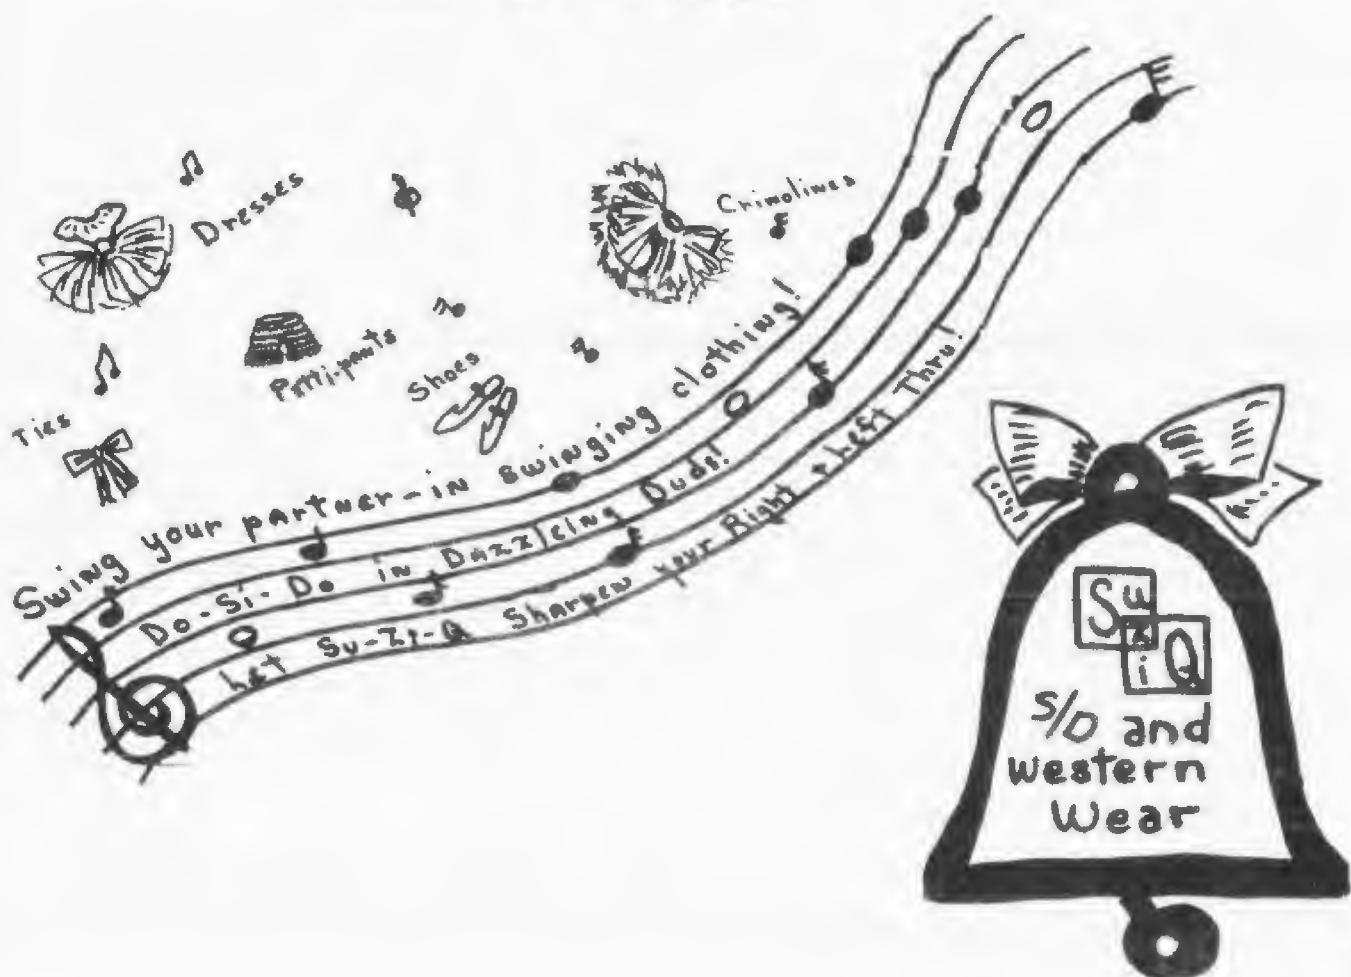 Dresses
Crinolines
Petti-pants
Shoes
Ties
Swing your partner-in swinging clothing!
Do-Si-Do in Dazzleing Duds!
Let Su-Zi-Q Sharpen your Right & Left Thru!
Su
zi Q
S/D and
Western
Wear